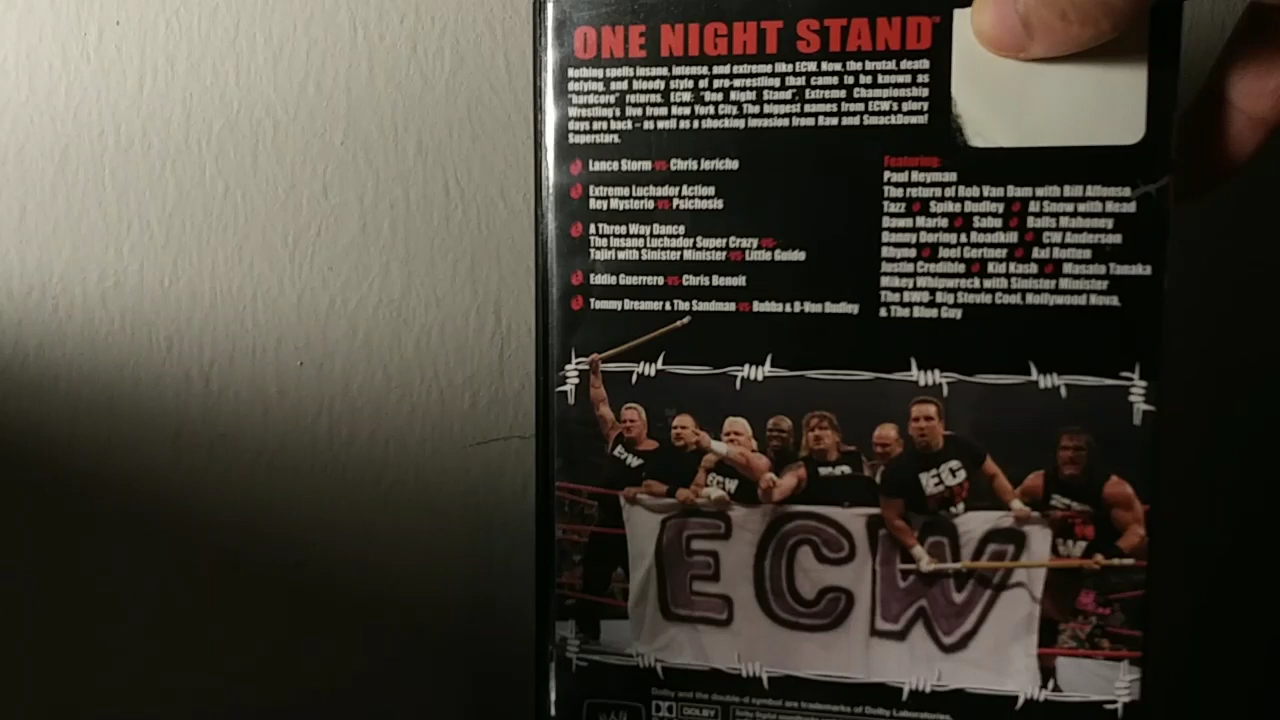 ONE NIGHT STAND
Nothing spells insane, intense, and extreme like ECW. Now, the brutal, death
defying, and bloody style of pro-wrestling that came to be known as
"hardcore" returns. ECW: "One Night Stand", Extreme Championship
Wrestling's live from New York City. The biggest names from ECW's glory
days are back – as well as a shocking invasion from Raw and SmackDown!
Superstars.
Lance Storm -vs- Chris Jericho
Extreme Luchador Action
Rey Mysterio -vs- Psichosis
A Three Way Dance
The Insane Luchador Super Crazy -vs-
Tajiri with Sinister Minister -vs- Little Guido
Eddie Guerrero -vs- Chris Benoit
Tommy Dreamer & The Sandman -vs- Bubba & D-Von Dudley
Featuring:
Paul Heyman
The return of Rob Van Dam with Bill Alfonso
Tazz Spike Dudley Al Snow with Head
Dawn Marie Sabu Balls Mahoney
Danny Doring & Roadkill CW Anderson
Rhyno Joel Gertner Axl Rotten
Justin Credible Kid Kash Masato Tanaka
Mikey Whipwreck with Sinister Minister
The BWO- Big Stevie Cool, Hollywood Nova,
& The Blue Guy
ECW
ECW
EC
W
ECW
Dolby and the double-d symbol are trademarks of Dolby Laboratories.
DOLBY